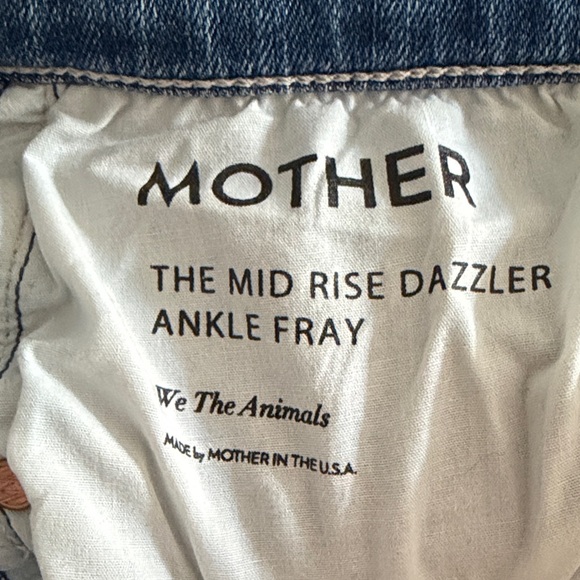 MOTHER
THE MID RISE DAZZLER
ANKLE FRAY
We The Animals
MADE by MOTHER IN THE U.S.A.